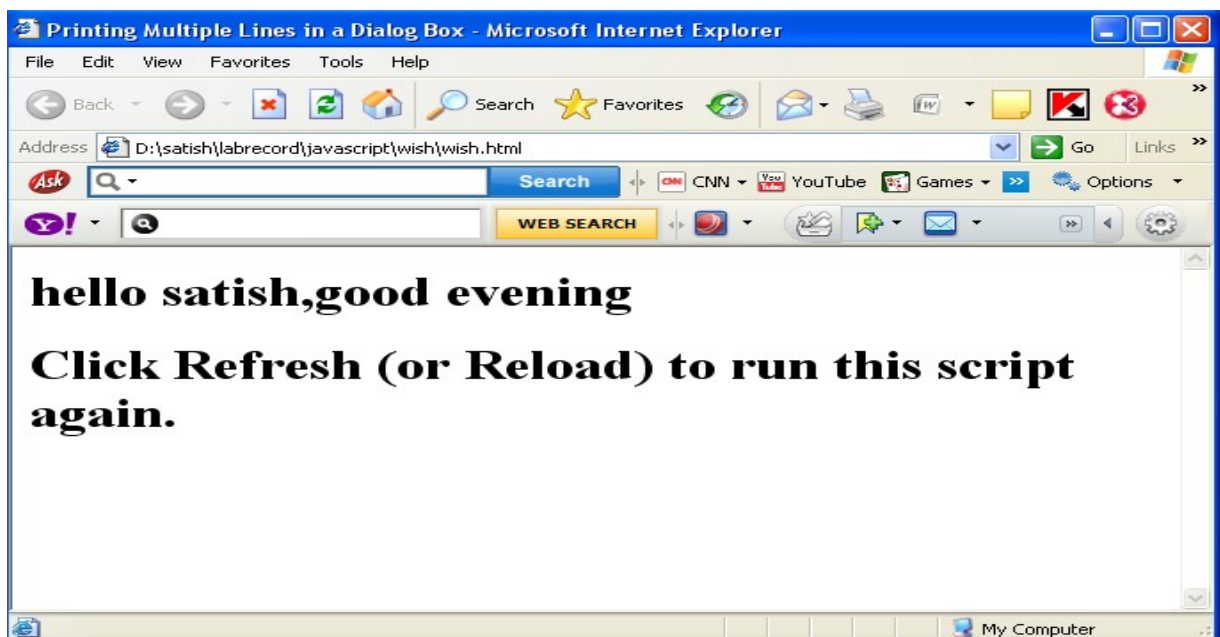 Printing Multiple Lines in a Dialog Box - Microsoft Internet Explorer
File Edit View Favorites Tools Help
Back Search Favorites
Address D:\satish\labrecord\javascript\wish\wish.html Go Links
Ask Search CNN YouTube Games Options
Y! WEB SEARCH
hello satish,good evening
Click Refresh (or Reload) to run this script
again.
My Computer